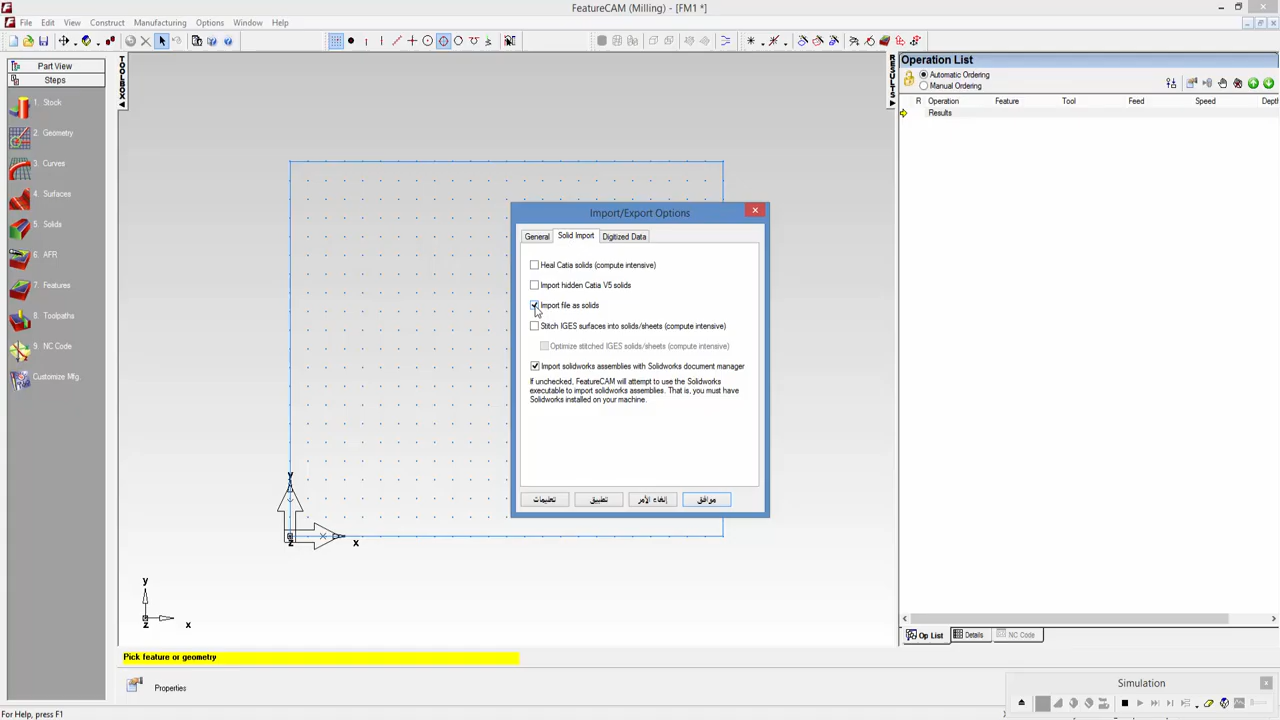 FeatureCAM (Milling) - [FM1 *]
File Edit View Construct Manufacturing Options Window Help
Part View
Steps
1. Stock
2. Geometry
3. Curves
4. Surfaces
5. Solids
6. AFR
7. Features
8. Toolpaths
9. NC Code
Customize Mfg.
TOOLBOX
y
z
x
y
z
x
Import/Export Options
General Solid Import Digitized Data
Heal Catia solids (compute intensive)
Import hidden Catia V5 solids
Import file as solids
Stitch IGES surfaces into solids/sheets (compute intensive)
Optimize stitched IGES solids/sheets (compute intensive)
Import solidworks assemblies with Solidworks document manager
If unchecked, FeatureCAM will attempt to use the Solidworks
executable to import solidworks assemblies. That is, you must have
Solidworks installed on your machine.
تعليمات تطبيق إلغاء الأمر موافق
RESULTS
Operation List
Automatic Ordering
Manual Ordering
R Operation Feature Tool Feed Speed Depth
Results
Op List Details NC Code
Pick feature or geometry
Properties
Simulation
For Help, press F1